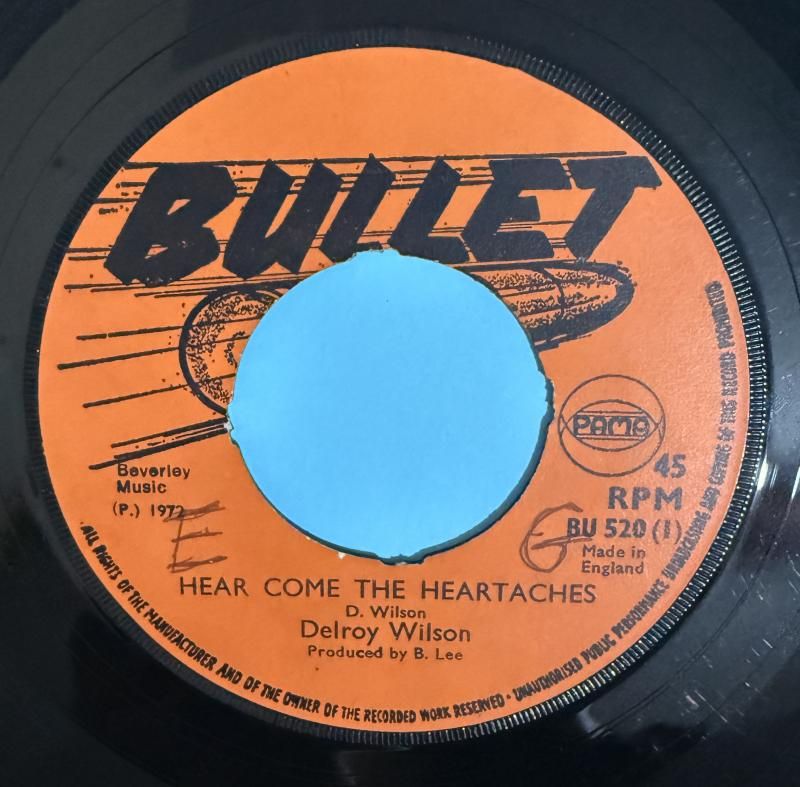 BULLET
PAMA
45
RPM
BU 520 (1)
Made in
England
Beverley
Music
(P.) 1972
E
G
HEAR COME THE HEARTACHES
D. Wilson
Delroy Wilson
Produced by B. Lee
ALL RIGHTS OF THE MANUFACTURER AND OF THE OWNER OF THE RECORDED WORK RESERVED · UNAUTHORISED PUBLIC PERFORMANCE BROADCASTING AND COPYING OF THIS RECORD PROHIBITED